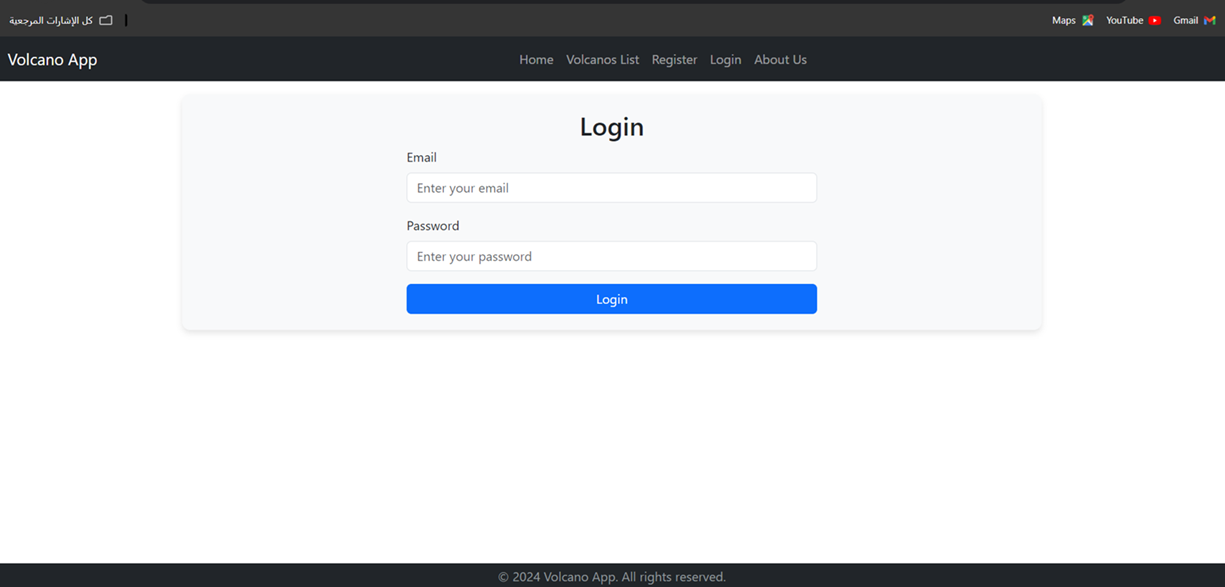 كل الإشارات المرجعية
Maps YouTube Gmail
Volcano App Home Volcanos List Register Login About Us
Login
Email
Enter your email
Password
Enter your password
Login
© 2024 Volcano App. All rights reserved.